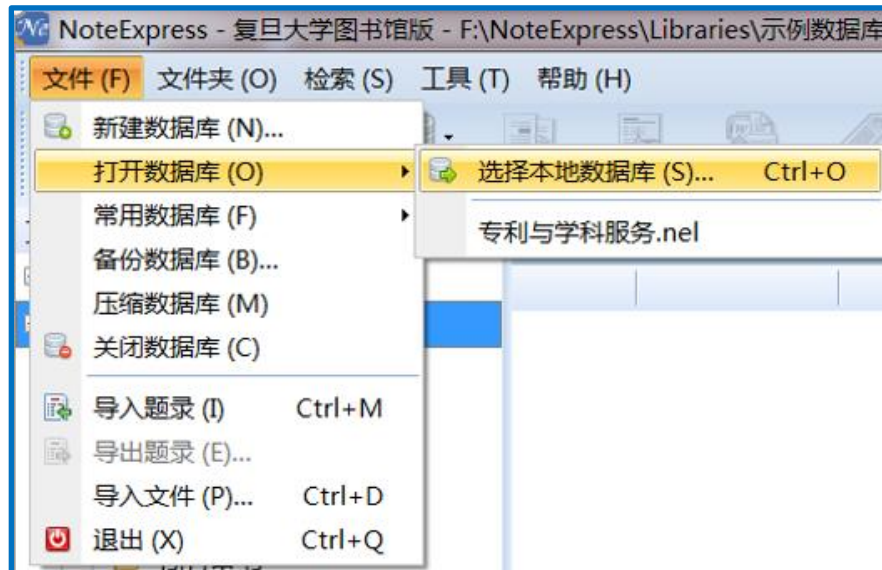 NoteExpress - 复旦大学图书馆版 - F:\NoteExpress\Libraries\示例数据库
文件 (F) 文件夹 (O) 检索 (S) 工具 (T) 帮助 (H)
新建数据库 (N)...
打开数据库 (O)
选择本地数据库 (S)... Ctrl+O
常用数据库 (F)
专利与学科服务.nel
备份数据库 (B)...
压缩数据库 (M)
关闭数据库 (C)
导入题录 (I) Ctrl+M
导出题录 (E)...
导入文件 (P)... Ctrl+D
退出 (X) Ctrl+Q